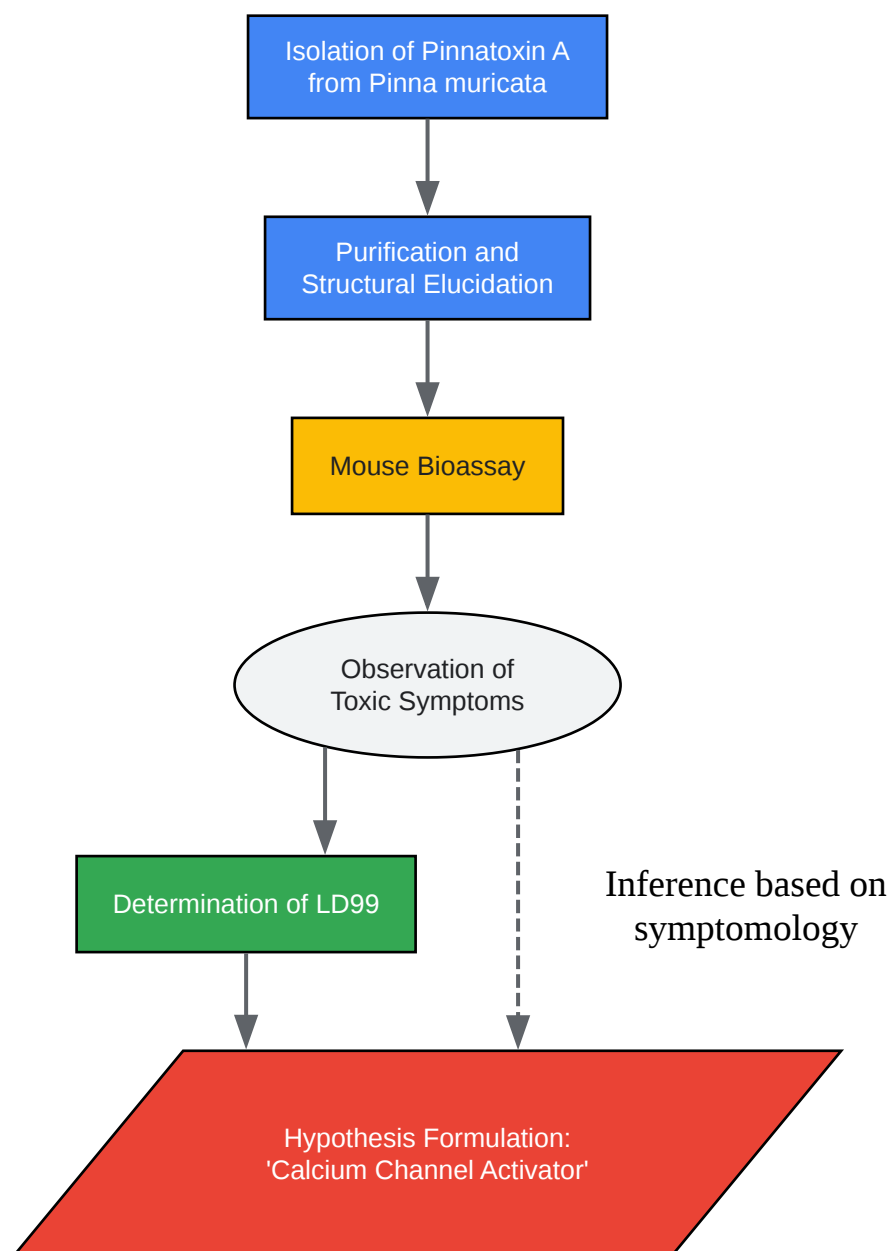 Isolation of Pinnatoxin A
from Pinna muricata
Purification and
Structural Elucidation
Mouse Bioassay
Observation of
Toxic Symptoms
Determination of LD99
Inference based on
symptomology
Hypothesis Formulation:
'Calcium Channel Activator'